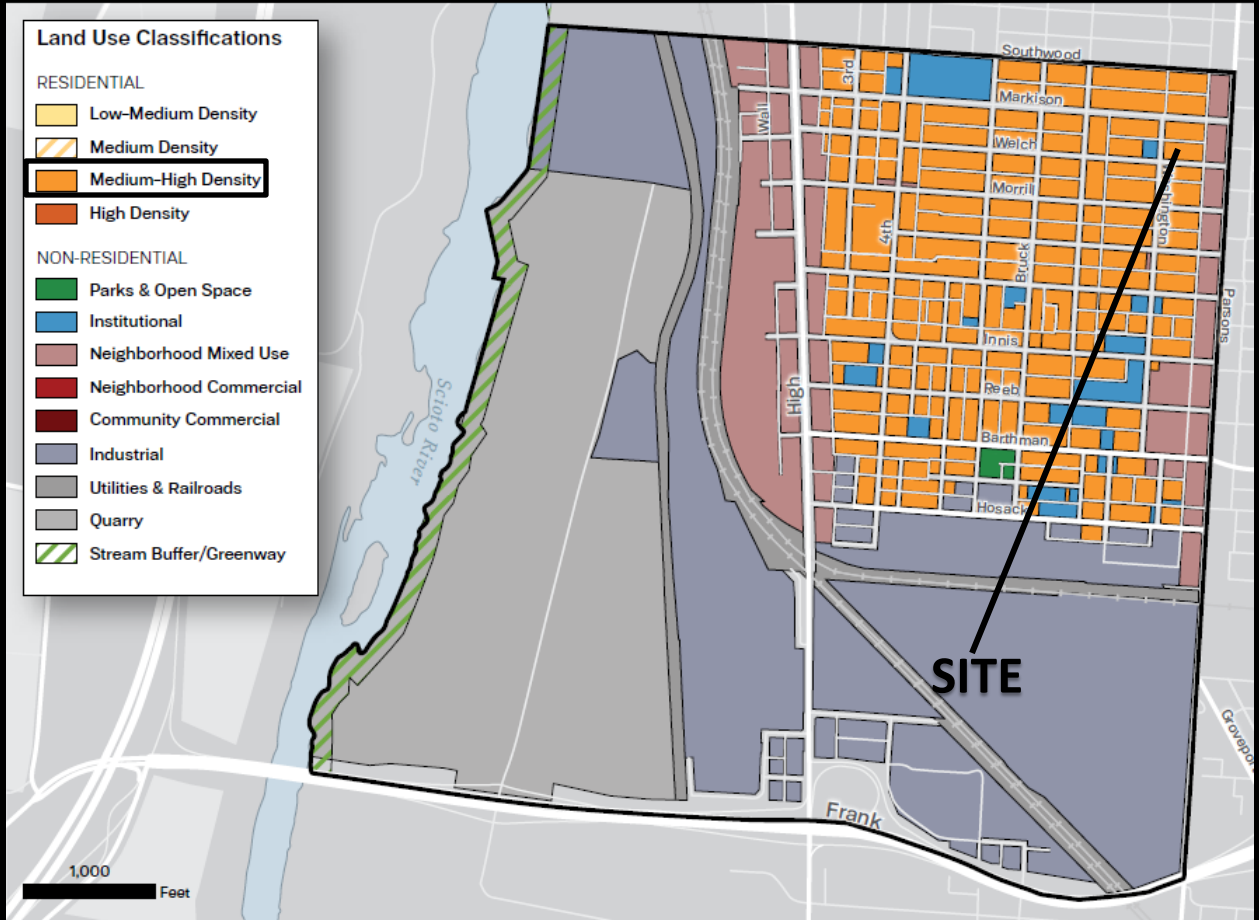 Land Use Classifications
RESIDENTIAL
Low-Medium Density
Medium Density
Medium-High Density
High Density
NON-RESIDENTIAL
Parks & Open Space
Institutional
Neighborhood Mixed Use
Neighborhood Commercial
Community Commercial
Industrial
Utilities & Railroads
Quarry
Stream Buffer/Greenway
Southwood
3rd
Markison
Wall
Welch
Morrill
Washington
4th
Bruck
Parsons
Innis
High
Reeb
Scioto River
Barthman
Hosack
SITE
Groveport
Frank
1,000
Feet